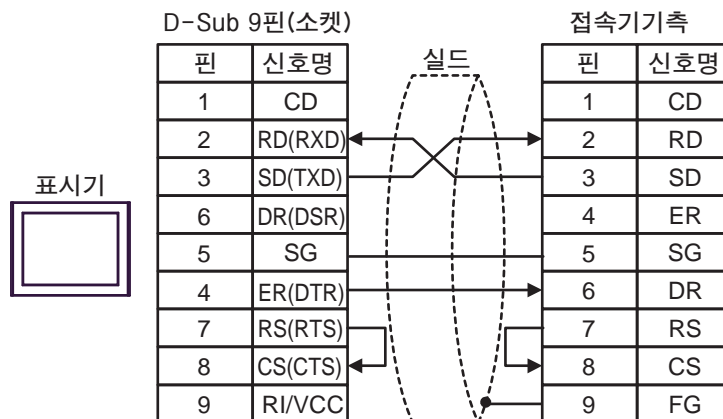 D-Sub 9핀(소켓) 접속기기측
핀 신호명 실드 핀 신호명
1 CD 1 CD
2 RD(RXD) 2 RD
3 SD(TXD) 3 SD
표시기
6 DR(DSR) 4 ER
5 SG 5 SG
4 ER(DTR) 6 DR
7 RS(RTS) 7 RS
8 CS(CTS) 8 CS
9 RI/VCC 9 FG